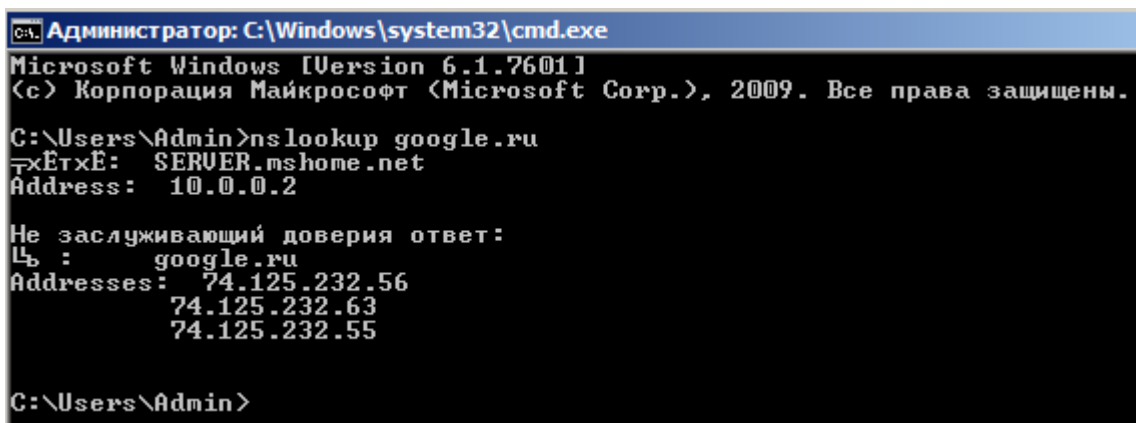 Администратор: C:\Windows\system32\cmd.exe
Microsoft Windows [Version 6.1.7601]
(c) Корпорация Майкрософт (Microsoft Corp.), 2009. Все права защищены.
C:\Users\Admin>nslookup google.ru
╤хЁтхЁ: SERVER.mshome.net
Address: 10.0.0.2
Не заслуживающий доверия ответ:
╚ь : google.ru
Addresses: 74.125.232.56
74.125.232.63
74.125.232.55
C:\Users\Admin>